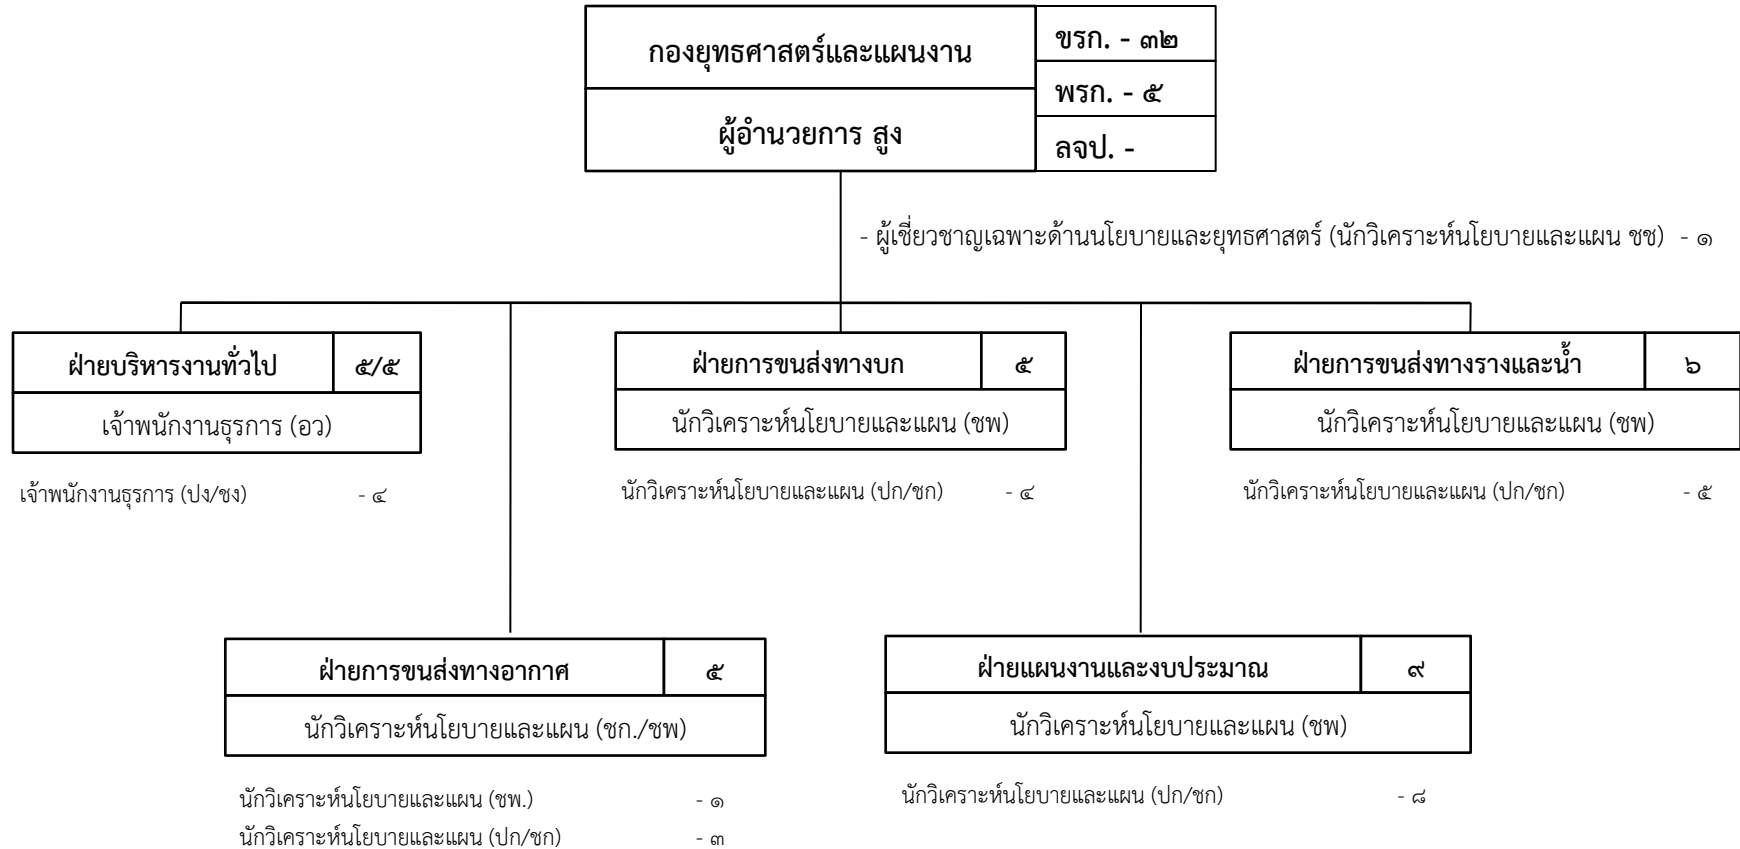 กองยุทธศาสตร์และแผนงาน
ผู้อำนวยการ สูง
ขรก. - ๓๒
พรก. - ๕
ลจป. -
- ผู้เชี่ยวชาญเฉพาะด้านนโยบายและยุทธศาสตร์ (นักวิเคราะห์นโยบายและแผน ชช) - ๑
ฝ่ายบริหารงานทั่วไป ๕/๕
เจ้าพนักงานธุรการ (อว)
เจ้าพนักงานธุรการ (ปง/ชง) - ๔
ฝ่ายการขนส่งทางบก ๕
นักวิเคราะห์นโยบายและแผน (ชพ)
นักวิเคราะห์นโยบายและแผน (ปก/ชก) - ๔
ฝ่ายการขนส่งทางรางและน้ำ ๖
นักวิเคราะห์นโยบายและแผน (ชพ)
นักวิเคราะห์นโยบายและแผน (ปก/ชก) - ๕
ฝ่ายการขนส่งทางอากาศ ๕
นักวิเคราะห์นโยบายและแผน (ชก./ชพ)
นักวิเคราะห์นโยบายและแผน (ชพ.) - ๑
นักวิเคราะห์นโยบายและแผน (ปก/ชก) - ๓
ฝ่ายแผนงานและงบประมาณ ๙
นักวิเคราะห์นโยบายและแผน (ชพ)
นักวิเคราะห์นโยบายและแผน (ปก/ชก) - ๘